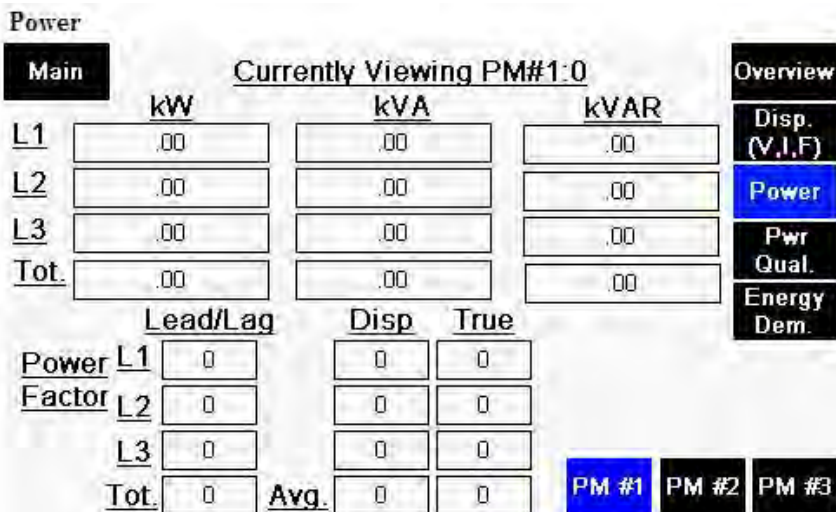 Power
Main Currently Viewing PM#1:0 Overview
kW kVA kVAR Disp. (V,I,F)
L1 .00 .00 .00
L2 .00 .00 .00 Power
L3 .00 .00 .00 Pwr Qual.
Tot. .00 .00 .00
Energy Dem.
Lead/Lag Disp True
Power Factor
L1 0 0 0
L2 0 0 0
L3 0 0 0
Tot. 0 Avg. 0 0
PM #1 PM #2 PM #3